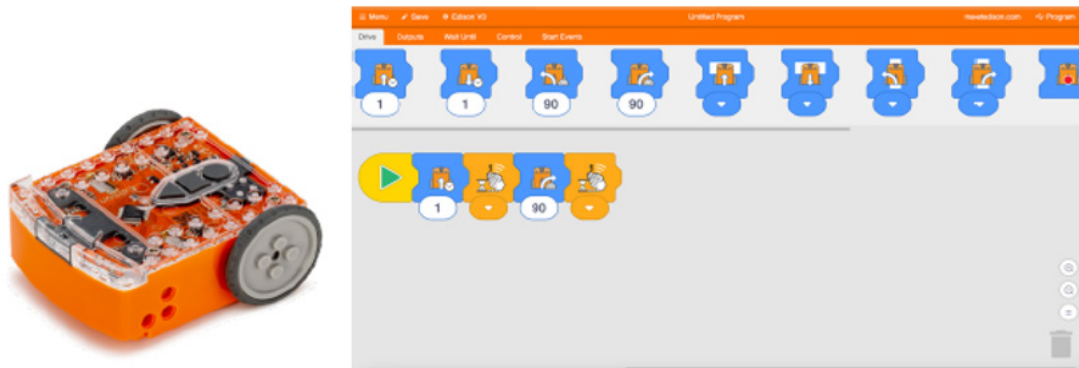 Menu Save Edison V3 Untitled Program meetedison.com Program
Drive Outputs Wait Until Control Start Events
1 1 90 90
1 90